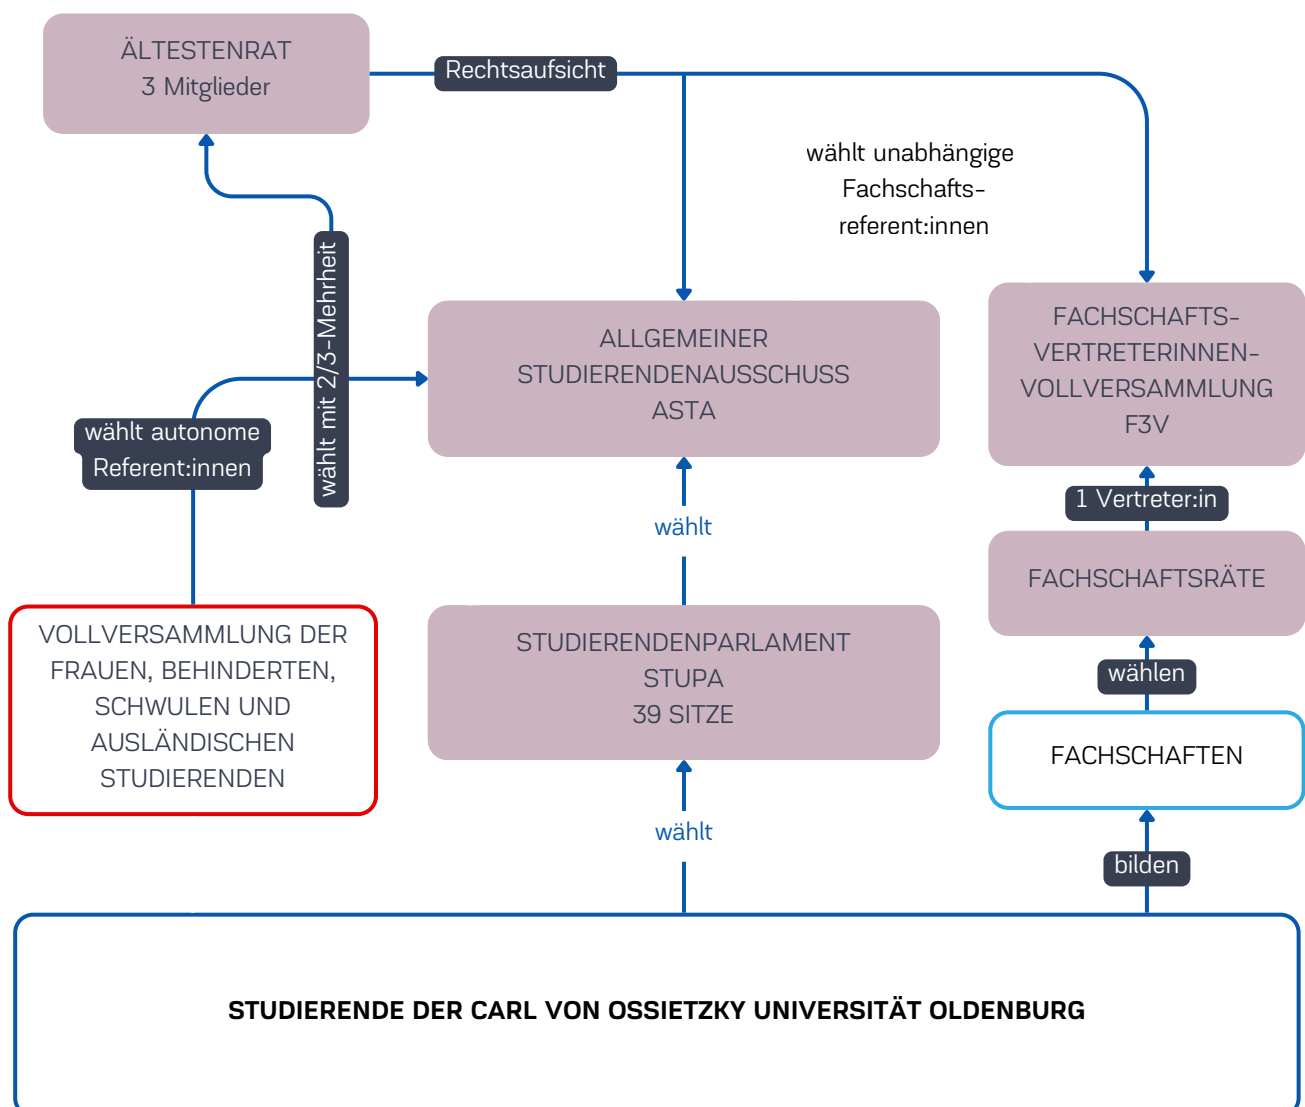 ÄLTESTENRAT
3 Mitglieder
Rechtsaufsicht
wählt unabhängige
Fachschafts-
referent:innen
wählt mit 2/3-Mehrheit
ALLGEMEINER
STUDIERENDENAUSSCHUSS
ASTA
FACHSCHAFTS-
VERTRETERINNEN-
VOLLVERSAMMLUNG
F3V
wählt autonome
Referent:innen
1 Vertreter:in
wählt
FACHSCHAFTSRÄTE
VOLLVERSAMMLUNG DER
FRAUEN, BEHINDERTEN,
SCHWULEN UND
AUSLÄNDISCHEN
STUDIERENDEN
STUDIERENDENPARLAMENT
STUPA
39 SITZE
wählen
FACHSCHAFTEN
wählt
bilden
STUDIERENDE DER CARL VON OSSIETZKY UNIVERSITÄT OLDENBURG